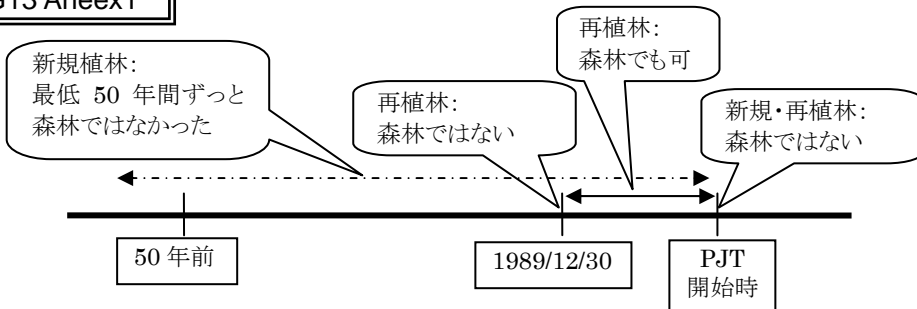 G13 Aneex1
新規植林:
最低 50 年間ずっと
森林ではなかった
再植林:
森林ではない
再植林:
森林でも可
新規・再植林:
森林ではない
50 年前
1989/12/30
PJT
開始時